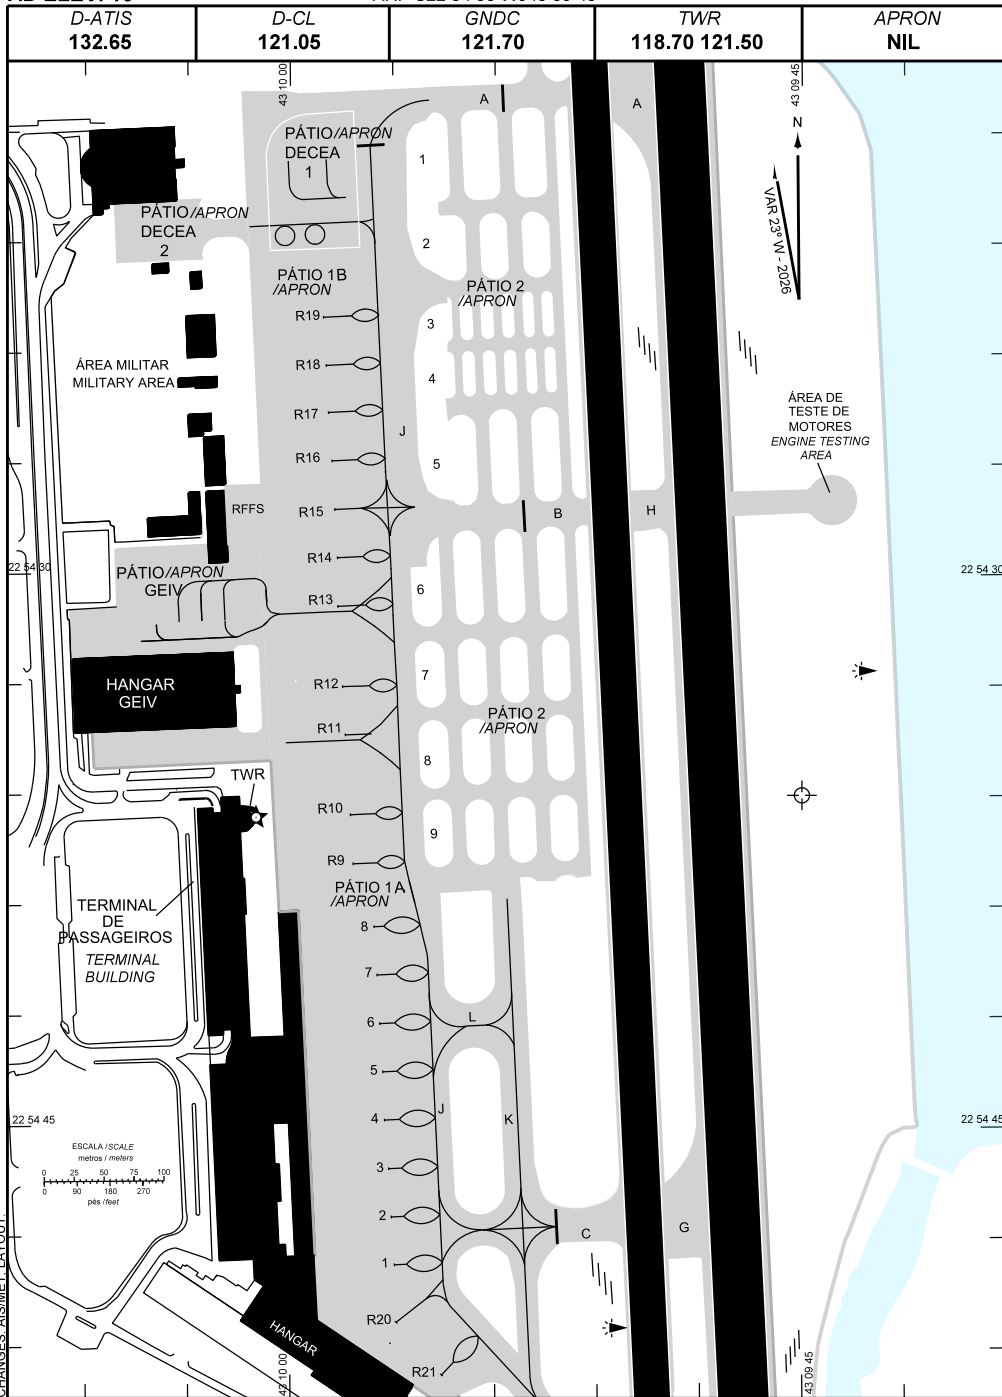 D-ATIS
132.65
D-CL
121.05
GNDC
121.70
TWR
118.70 121.50
APRON
NIL
43 10 00
43 09 45
A
A
N
VAR 23° W - 2026
PÁTIO/APRON
DECEA
1
1
PÁTIO/APRON
DECEA
2
2
PÁTIO 1B
/APRON
PÁTIO 2
/APRON
R19
3
R18
4
ÁREA MILITAR
MILITARY AREA
R17
J
ÁREA DE
TESTE DE
MOTORES
ENGINE TESTING
AREA
R16
5
RFFS
R15
B
H
R14
22 54 30
22 54 30
PÁTIO/APRON
GEIV
R13
6
HANGAR
GEIV
R12
7
R11
PÁTIO 2
/APRON
8
TWR
R10
9
R9
PÁTIO 1A
/APRON
TERMINAL
DE
PASSAGEIROS
TERMINAL
BUILDING
8
7
6
L
5
4
J
K
22 54 45
22 54 45
ESCALA /SCALE
metros / meters
0 25 50 75 100
0 90 180 270
pés /feet
3
2
C
G
1
R20
HANGAR
R21
43 09 45
CHANGES: AIS/MET, LAYOUT.